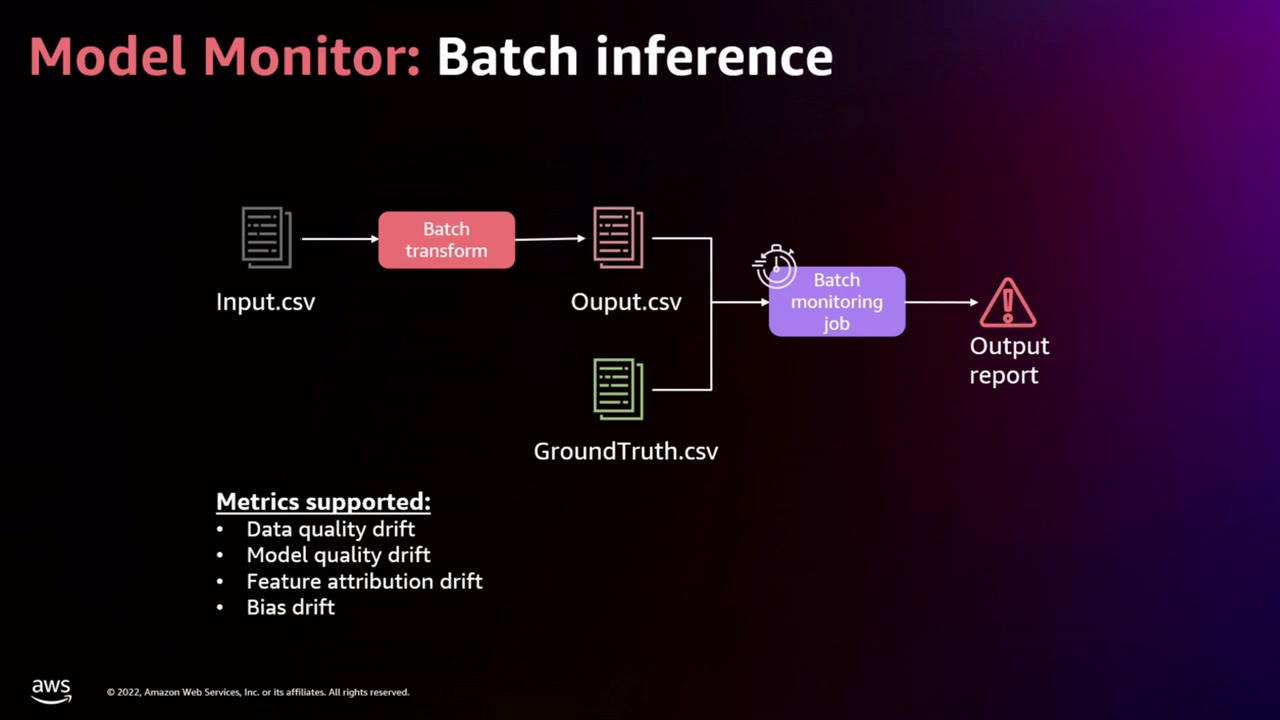 Model Monitor: Batch inference
Batch
transform
Input.csv
Ouput.csv
Batch
monitoring
job
Output
report
GroundTruth.csv
Metrics supported:
• Data quality drift
• Model quality drift
• Feature attribution drift
• Bias drift
aws
© 2022, Amazon Web Services, Inc. or its affiliates. All rights reserved.